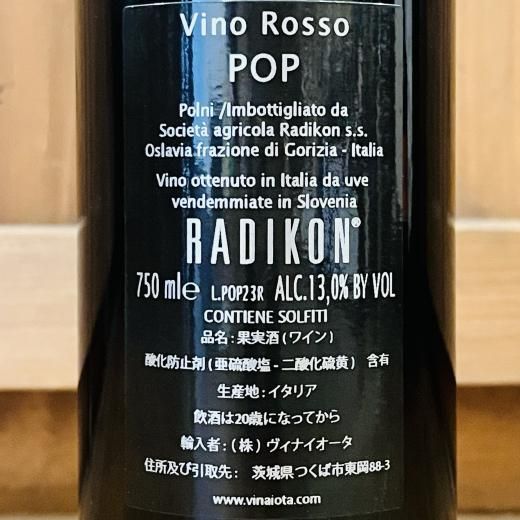 Vino Rosso
POP
Polni /Imbottigliato da
Società agricola Radikon s.s.
Oslavia frazione di Gorizia - Italia
Vino ottenuto in Italia da uve
vendemmiate in Slovenia
RADIKON®
750 ml℮ L.POP23R ALC.13,0% BY VOL
CONTIENE SOLFITI
品名：果実酒(ワイン)
酸化防止剤(亜硫酸塩-二酸化硫黄) 含有
生産地：イタリア
飲酒は20歳になってから
輸入者：(株)ヴィナイオータ
住所及び引取先： 茨城県つくば市東岡88-3
www.vinaiota.com